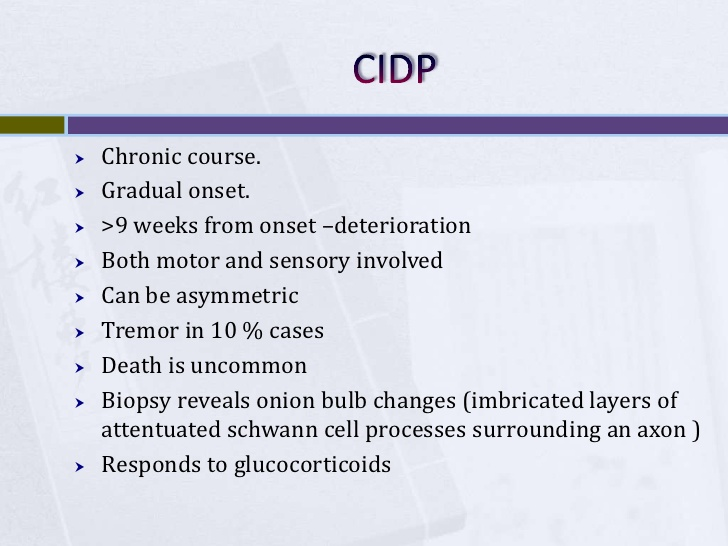 CIDP
Chronic course.
Gradual onset.
>9 weeks from onset –deterioration
Both motor and sensory involved
Can be asymmetric
Tremor in 10 % cases
Death is uncommon
Biopsy reveals onion bulb changes (imbricated layers of
attentuated schwann cell processes surrounding an axon )
Responds to glucocorticoids